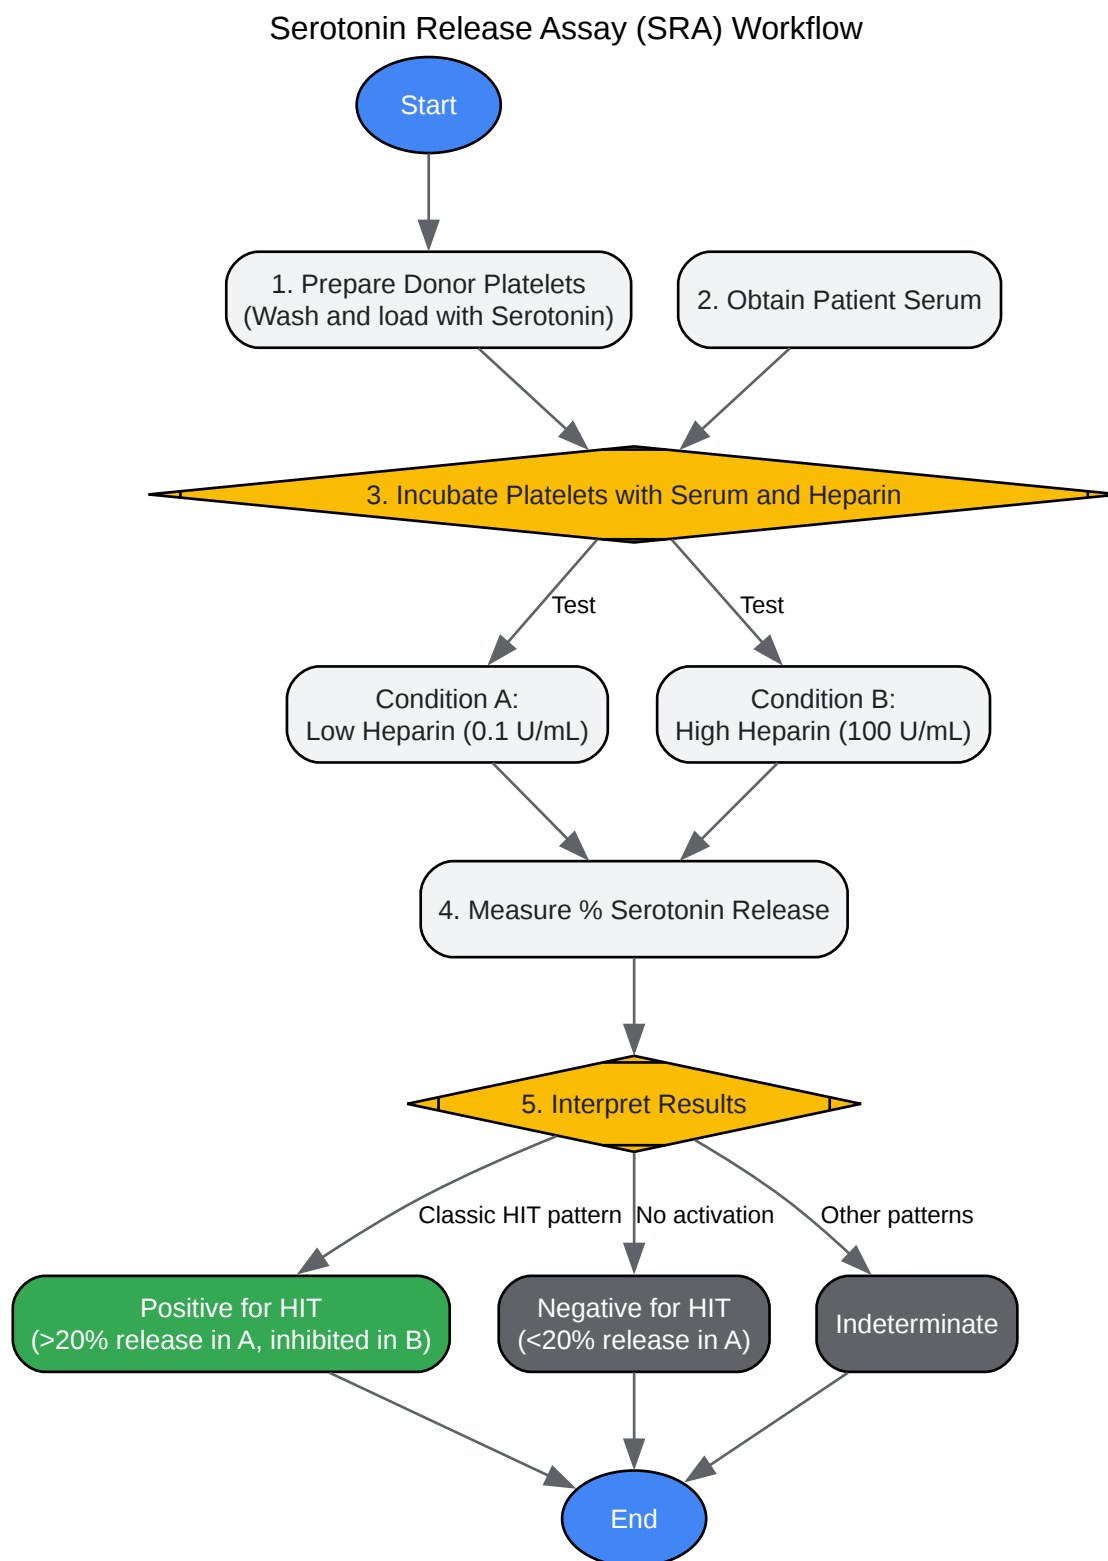 Serotonin Release Assay (SRA) Workflow
Start
1. Prepare Donor Platelets
(Wash and load with Serotonin)
2. Obtain Patient Serum
3. Incubate Platelets with Serum and Heparin
Test
Test
Condition A:
Low Heparin (0.1 U/mL)
Condition B:
High Heparin (100 U/mL)
4. Measure % Serotonin Release
5. Interpret Results
Classic HIT pattern
No activation
Other patterns
Positive for HIT
(>20% release in A, inhibited in B)
Negative for HIT
(<20% release in A)
Indeterminate
End